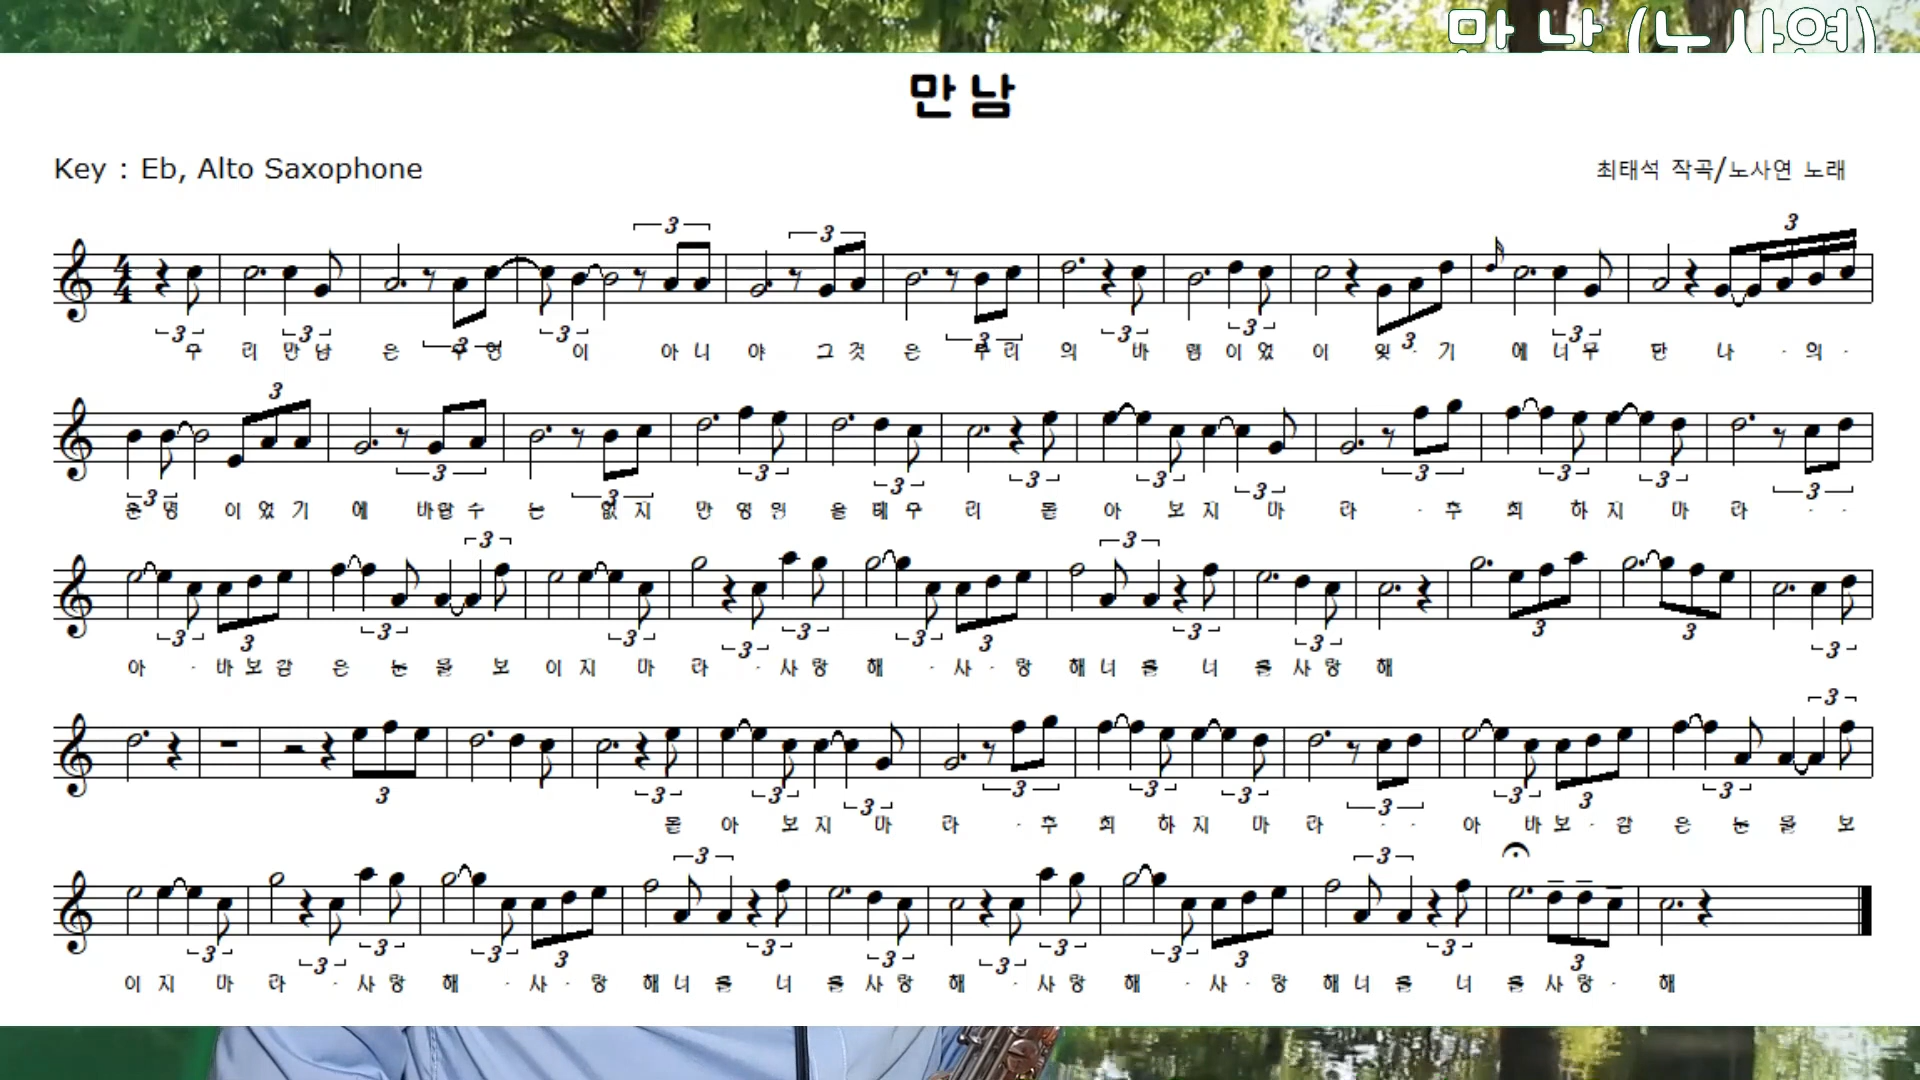 만 남 (노사연)
만 남
Key : Eb, Alto Saxophone
최태석 작곡/노사연 노래
우 리 만 남 은 우 연 이 아 니 야 그 것 은 우 리 의 바 램 이 었 이 잊 · 기 에 너 무 한 나 · 의 ·
운 명 이 었 기 에 바랄 수 는 없 지 만 영 원 을 태 우 리 돌 아 보 지 마 라 · 후 회 하 지 마 라 · ·
아 · 바 보 같 은 눈 물 보 이 지 마 라 · 사 랑 해 · 사 · 랑 해 너 를 너 를 사 랑 해
돌 아 보 지 마 라 · 후 회 하 지 마 라 · · 아 바 보 · 같 은 눈 물 보
이 지 마 라 · 사 랑 해 · 사 · 랑 해 너 를 너 를 사 랑 해 · 사 랑 해 · 사 · 랑 해 너 를 너 를 사 랑 · 해